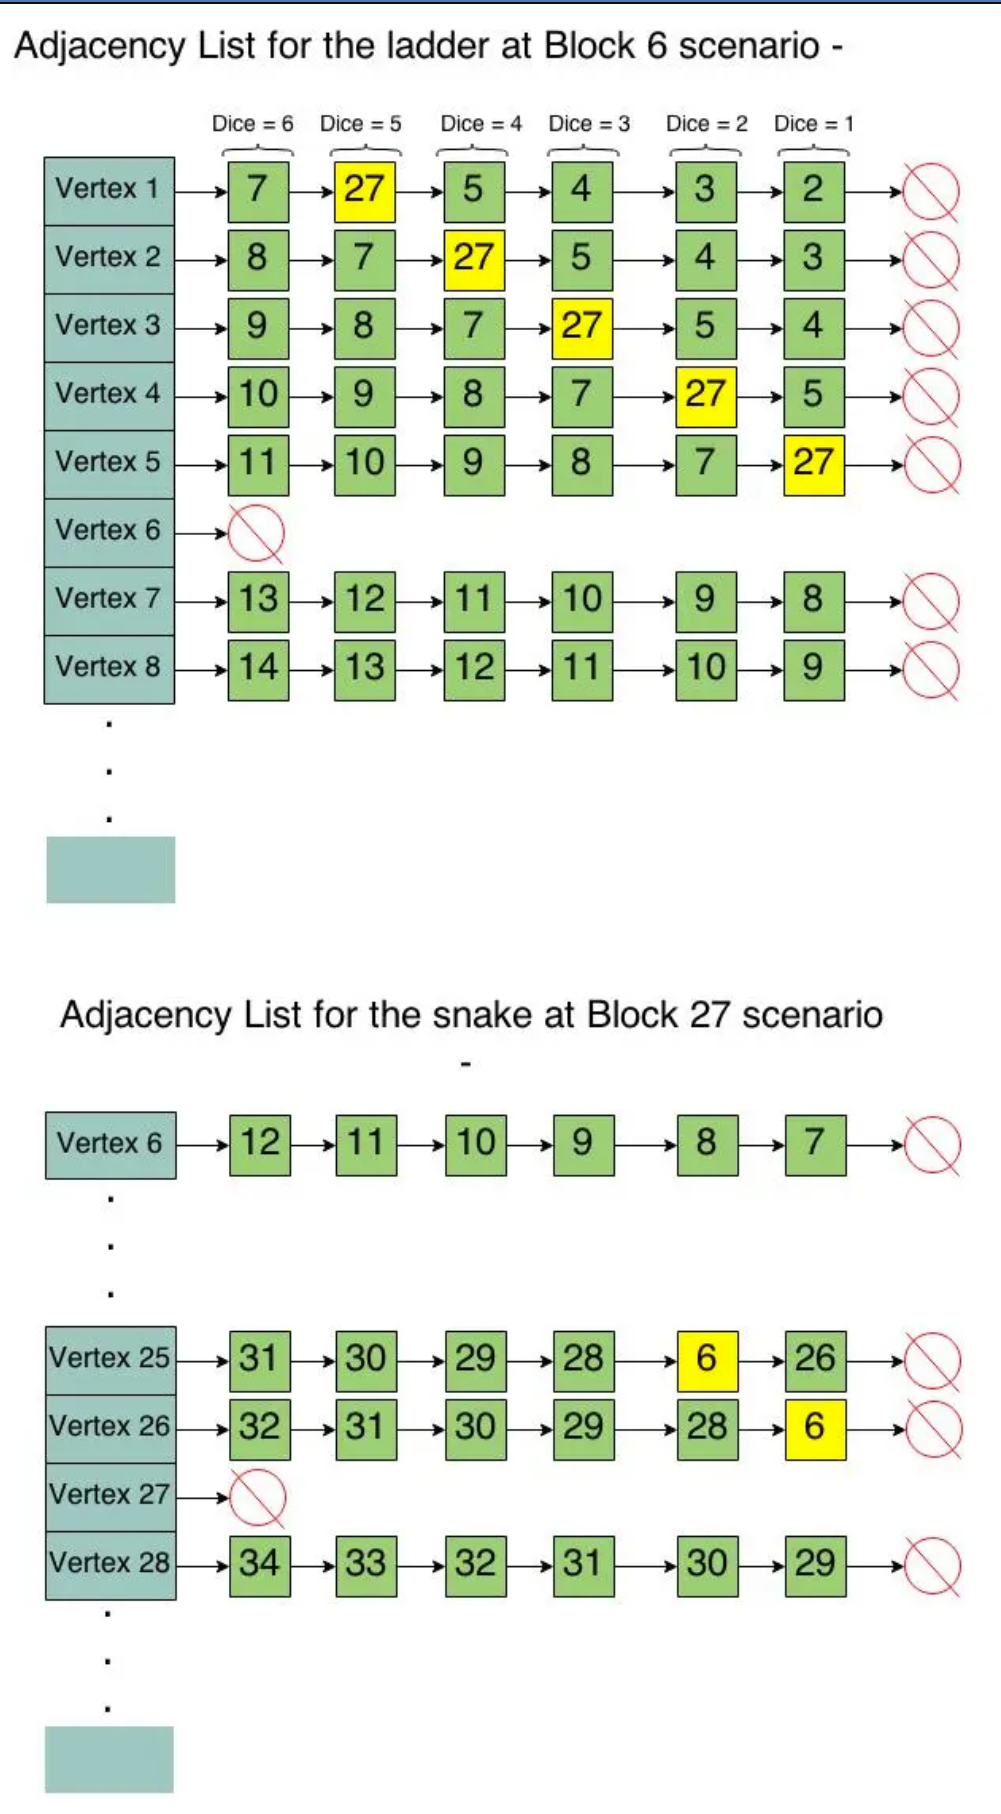 Adjacency List for the ladder at Block 6 scenario -
Dice = 6 Dice = 5 Dice = 4 Dice = 3 Dice = 2 Dice = 1
Vertex 1 7 27 5 4 3 2
Vertex 2 8 7 27 5 4 3
Vertex 3 9 8 7 27 5 4
Vertex 4 10 9 8 7 27 5
Vertex 5 11 10 9 8 7 27
Vertex 6
Vertex 7 13 12 11 10 9 8
Vertex 8 14 13 12 11 10 9
Adjacency List for the snake at Block 27 scenario
-
Vertex 6 12 11 10 9 8 7
Vertex 25 31 30 29 28 6 26
Vertex 26 32 31 30 29 28 6
Vertex 27
Vertex 28 34 33 32 31 30 29